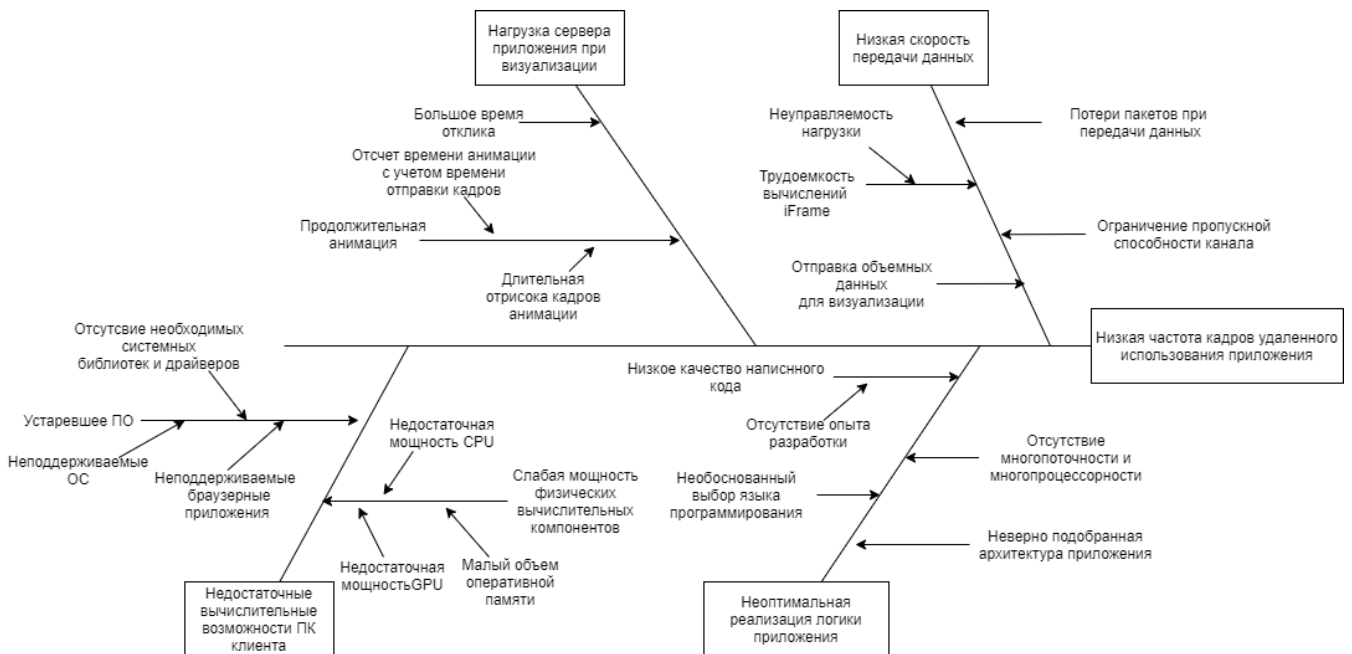 Нагрузка сервера
приложения при
визуализации
Низкая скорость
передачи данных
Большое время
отклика
Неуправляемость
нагрузки
Потери пакетов при
передачи данных
Отсчет времени анимации
с учетом времени
отправки кадров
Трудоемкость
вычислений
iFrame
Продолжительная
анимация
Ограничение пропускной
способности канала
Длительная
отрисока кадров
анимации
Отправка объемных
данных
для визуализации
Отсутсвие необходимых
системных
библиотек и драйверов
Низкая частота кадров удаленного
использования приложения
Низкое качество написнного
кода
Устаревшее ПО
Недостаточная
мощность CPU
Отсутствие опыта
разработки
Отсутствие
многопоточности и
многопроцессорности
Неподдерживаемые
ОС
Неподдерживаемые
браузерные
приложения
Слабая мощность
физических
вычислительных
компонентов
Необоснованный
выбор языка
программирования
Недостаточная
мощностьGPU
Малый объем
оперативной
памяти
Неверно подобранная
архитектура приложения
Недостаточные
вычислительные
возможности ПК
клиента
Неоптимальная
реализация логики
приложения